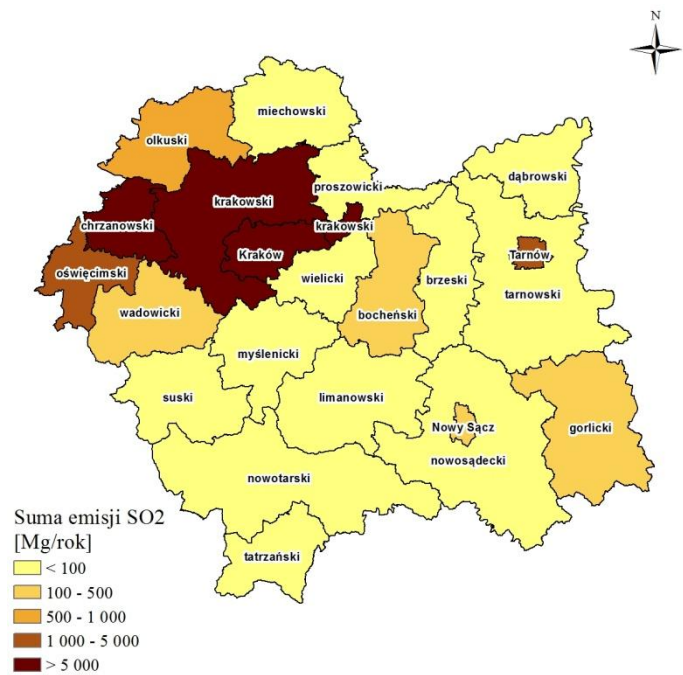 N
miechowski
olkuski
dąbrowski
proszowicki
krakowski
chrzanowski
krakowski
Kraków
Tarnów
oświęcimski
wielicki
brzeski
tarnowski
wadowicki
bocheński
myślenicki
suski
limanowski
Nowy Sącz
gorlicki
nowosądecki
nowotarski
tatrzański
Suma emisji SO2
[Mg/rok]
< 100
100 - 500
500 - 1 000
1 000 - 5 000
> 5 000